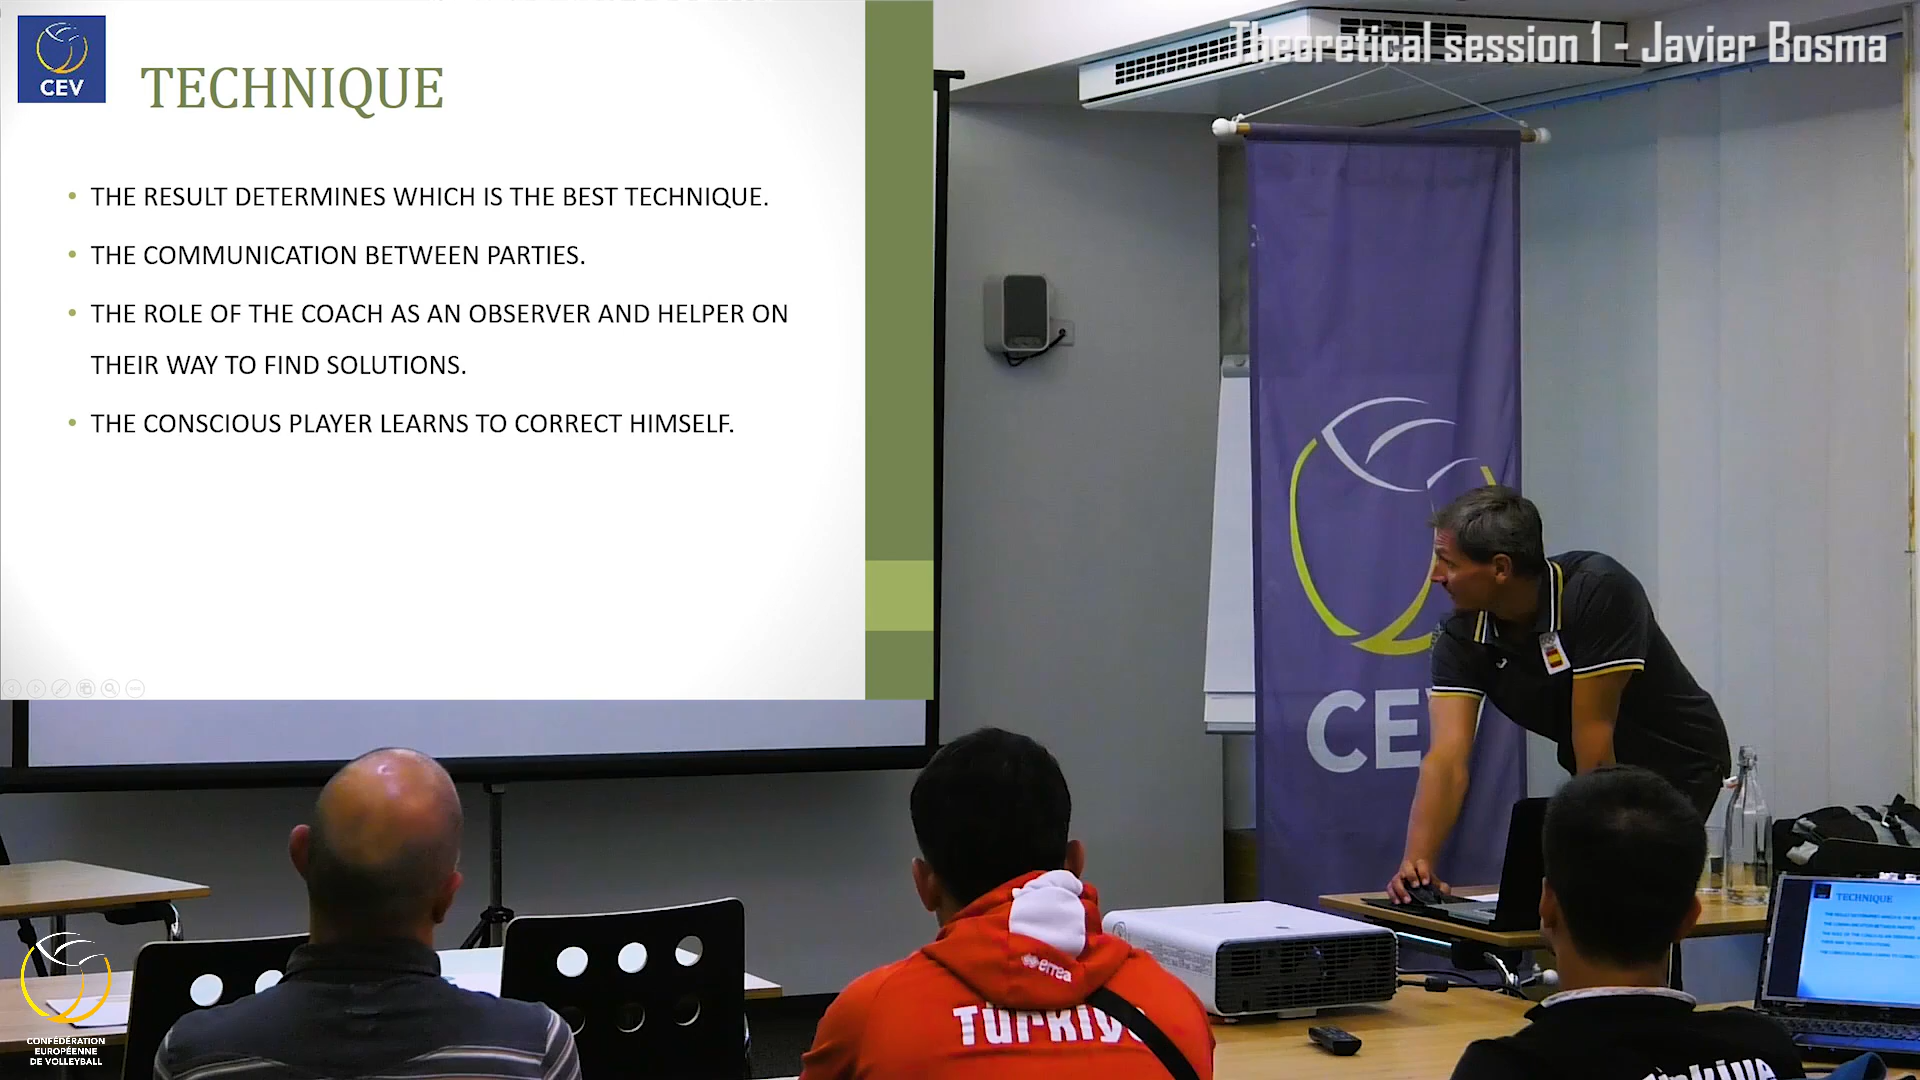 Theoretical session 1 - Javier Bosma
CEV
TECHNIQUE
• THE RESULT DETERMINES WHICH IS THE BEST TECHNIQUE.
• THE COMMUNICATION BETWEEN PARTIES.
• THE ROLE OF THE COACH AS AN OBSERVER AND HELPER ON
THEIR WAY TO FIND SOLUTIONS.
• THE CONSCIOUS PLAYER LEARNS TO CORRECT HIMSELF.
CE
errea
Türkiy
TECHNIQUE
CONFÉDÉRATION
EUROPÉENNE
DE VOLLEYBALL